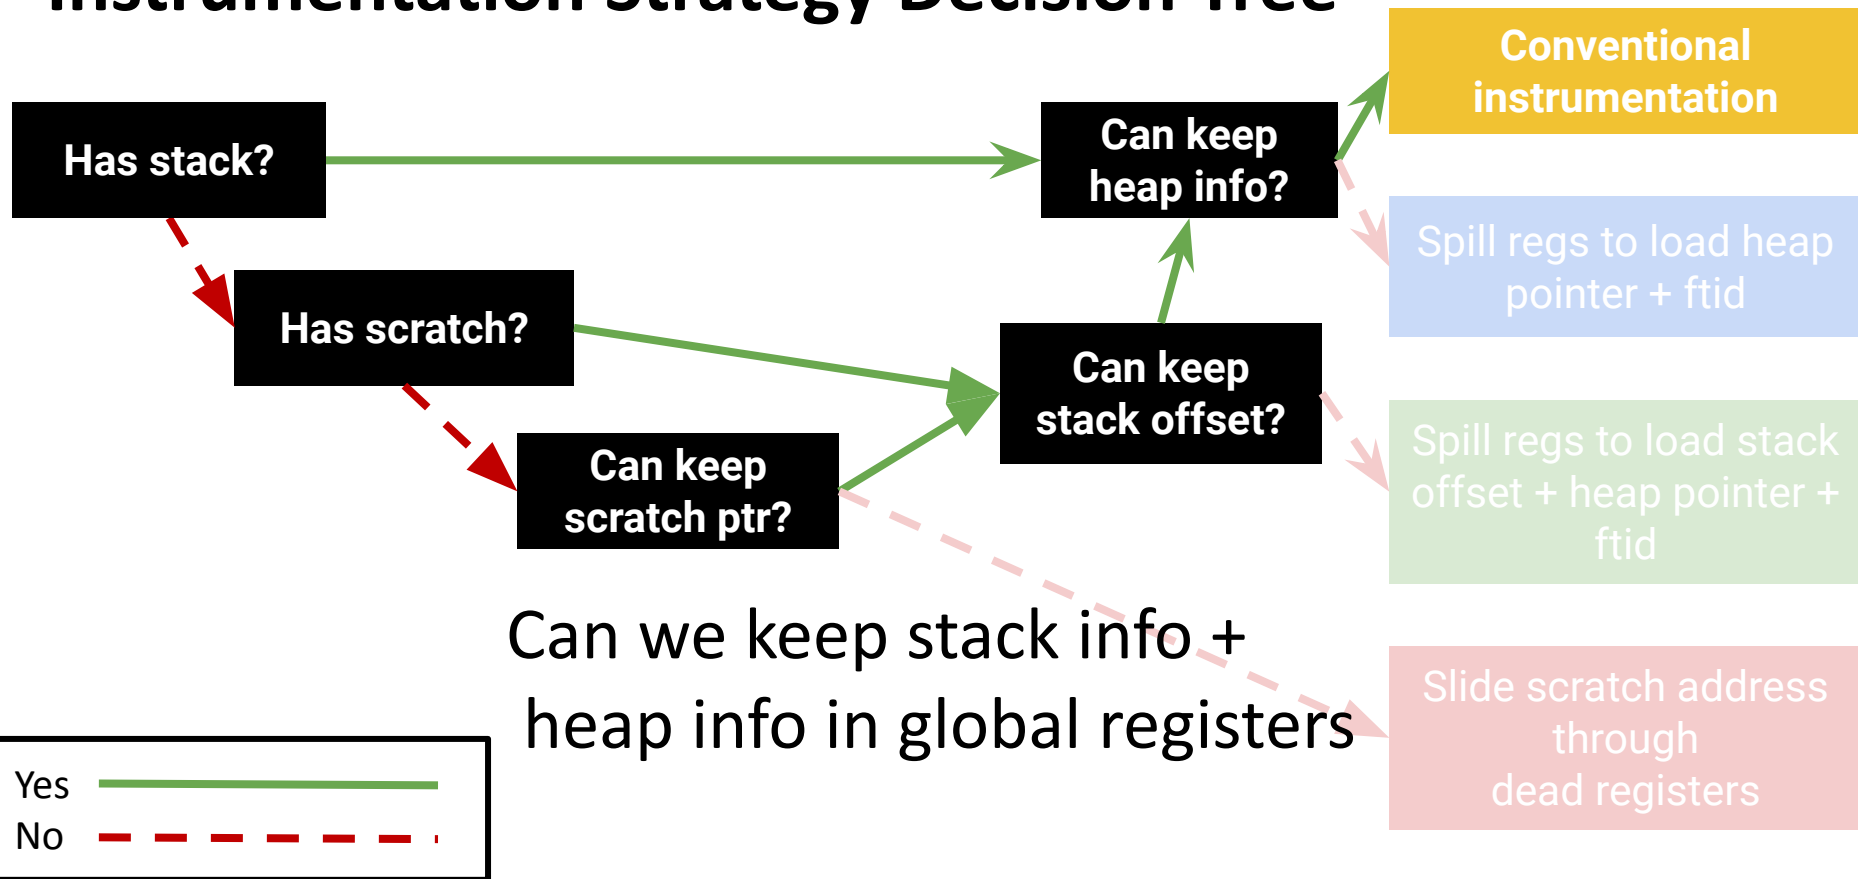 Instrumentation Strategy Decision Tree
Conventional
instrumentation
Has stack?
Can keep
heap info?
Spill regs to load heap
pointer + ftid
Has scratch?
Can keep
stack offset?
Spill regs to load stack
offset + heap pointer +
ftid
Can keep
scratch ptr?
Can we keep stack info +
heap info in global registers
Slide scratch address
through
dead registers
Yes
No